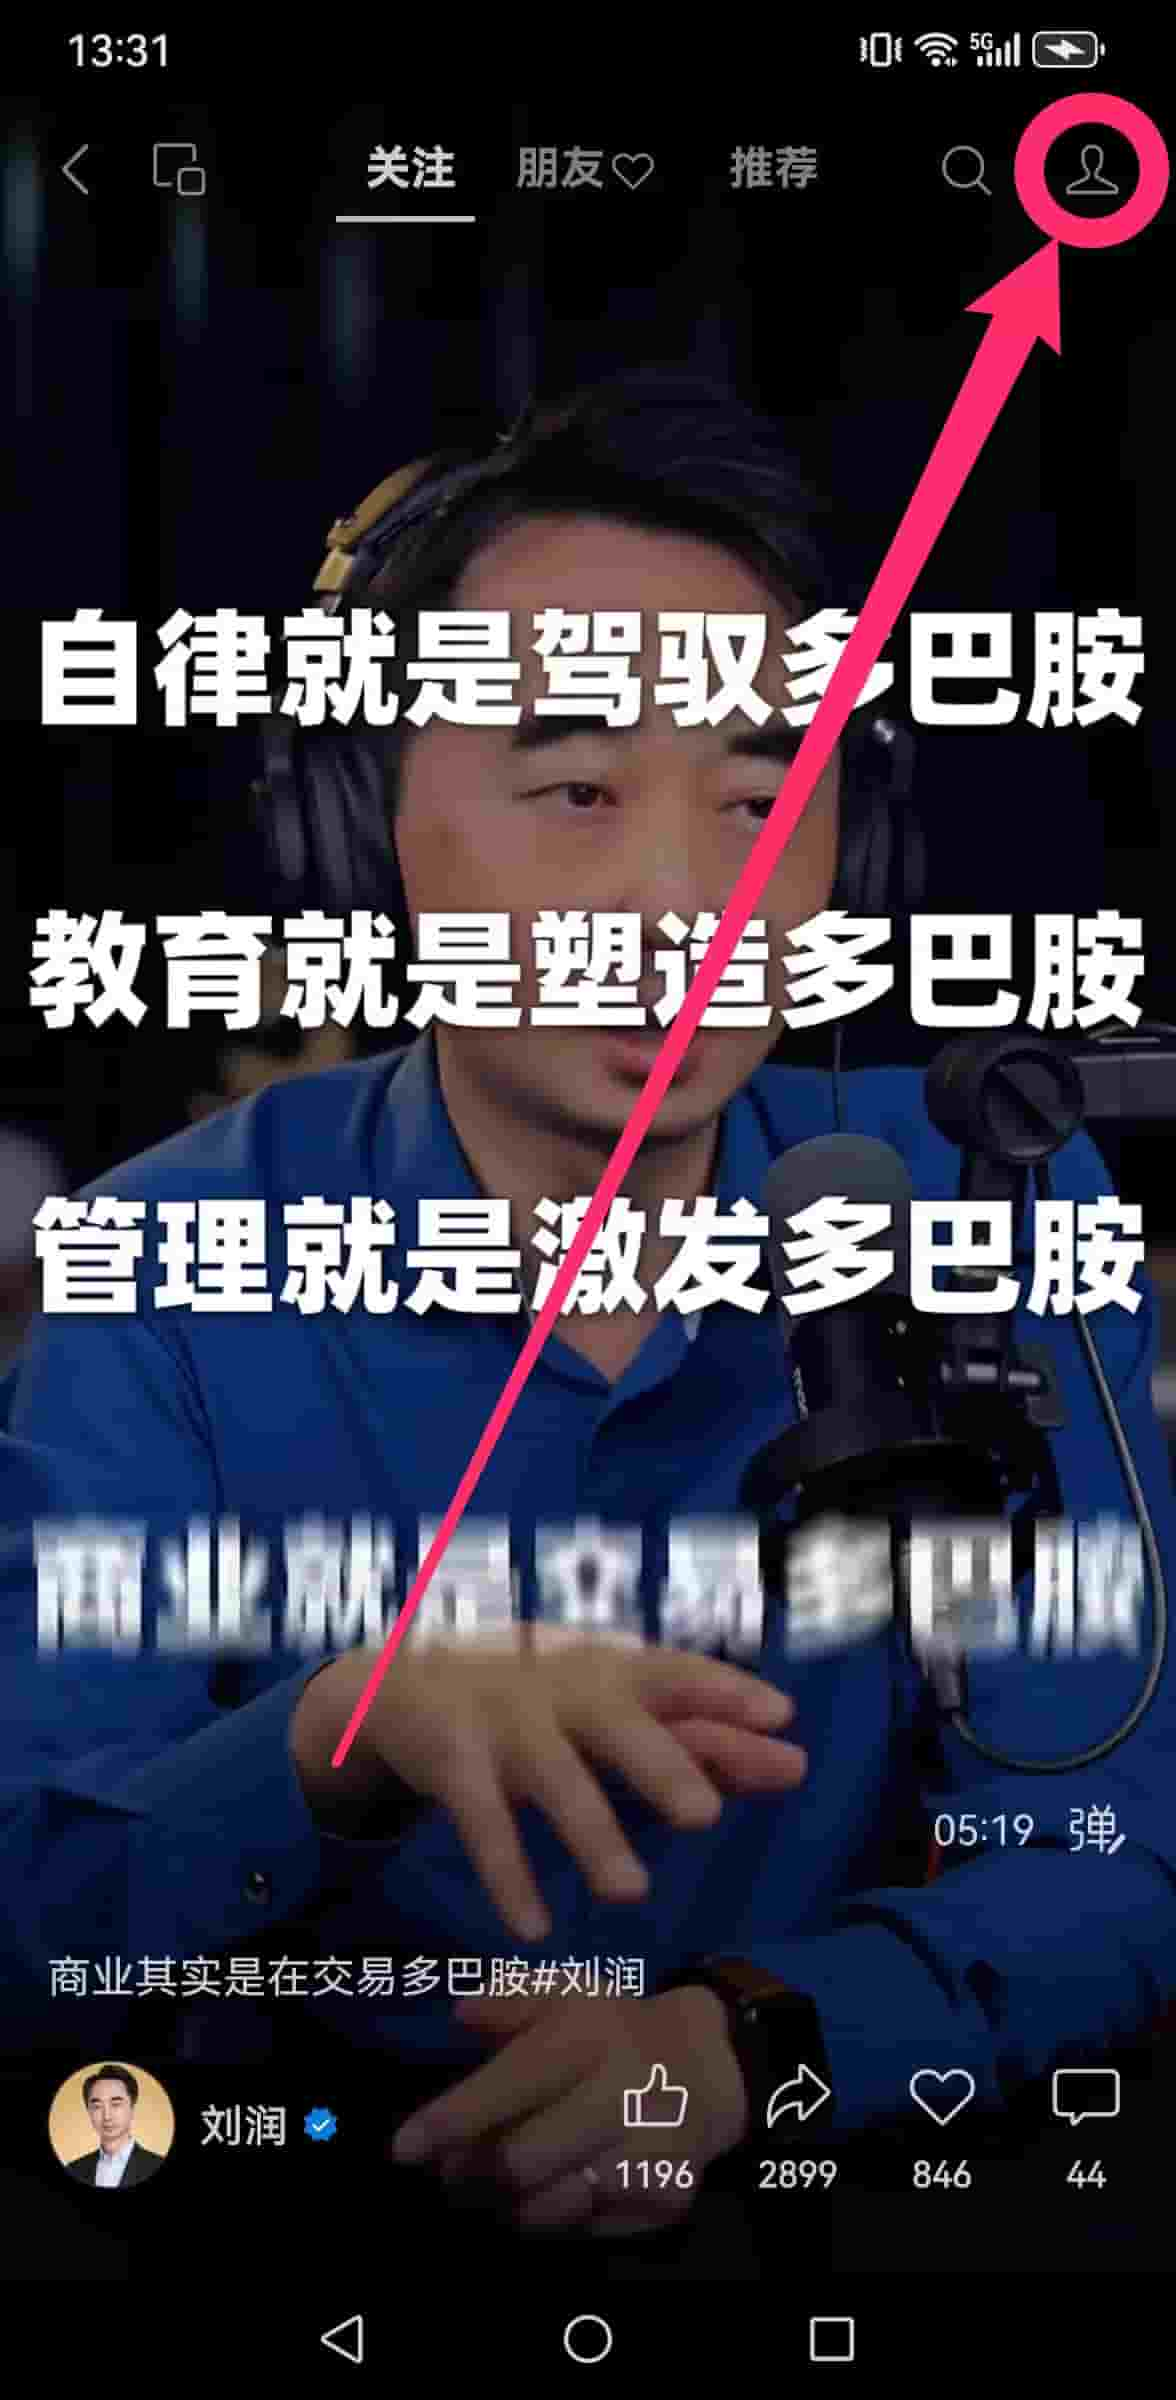 13:31
5G
关注
朋友
推荐
自律就是驾驭多巴胺
教育就是塑造多巴胺
管理就是激发多巴胺
商业就是交易多巴胺
05:19
弹
商业其实是在交易多巴胺#刘润
刘润
1196
2899
846
44